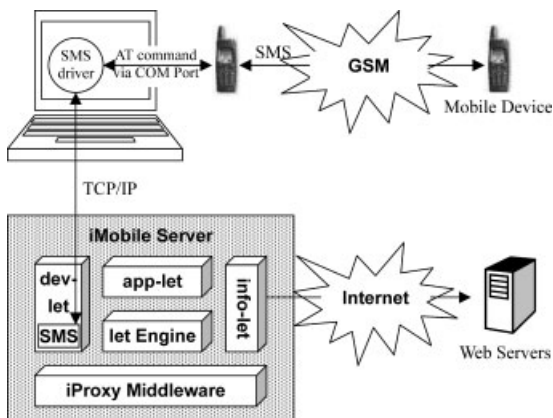 SMS
driver
AT command
via COM Port
SMS
GSM
Mobile Device
TCP/IP
iMobile Server
dev-
let
SMS
app-let
let Engine
info-let
iProxy Middleware
Internet
Web Servers